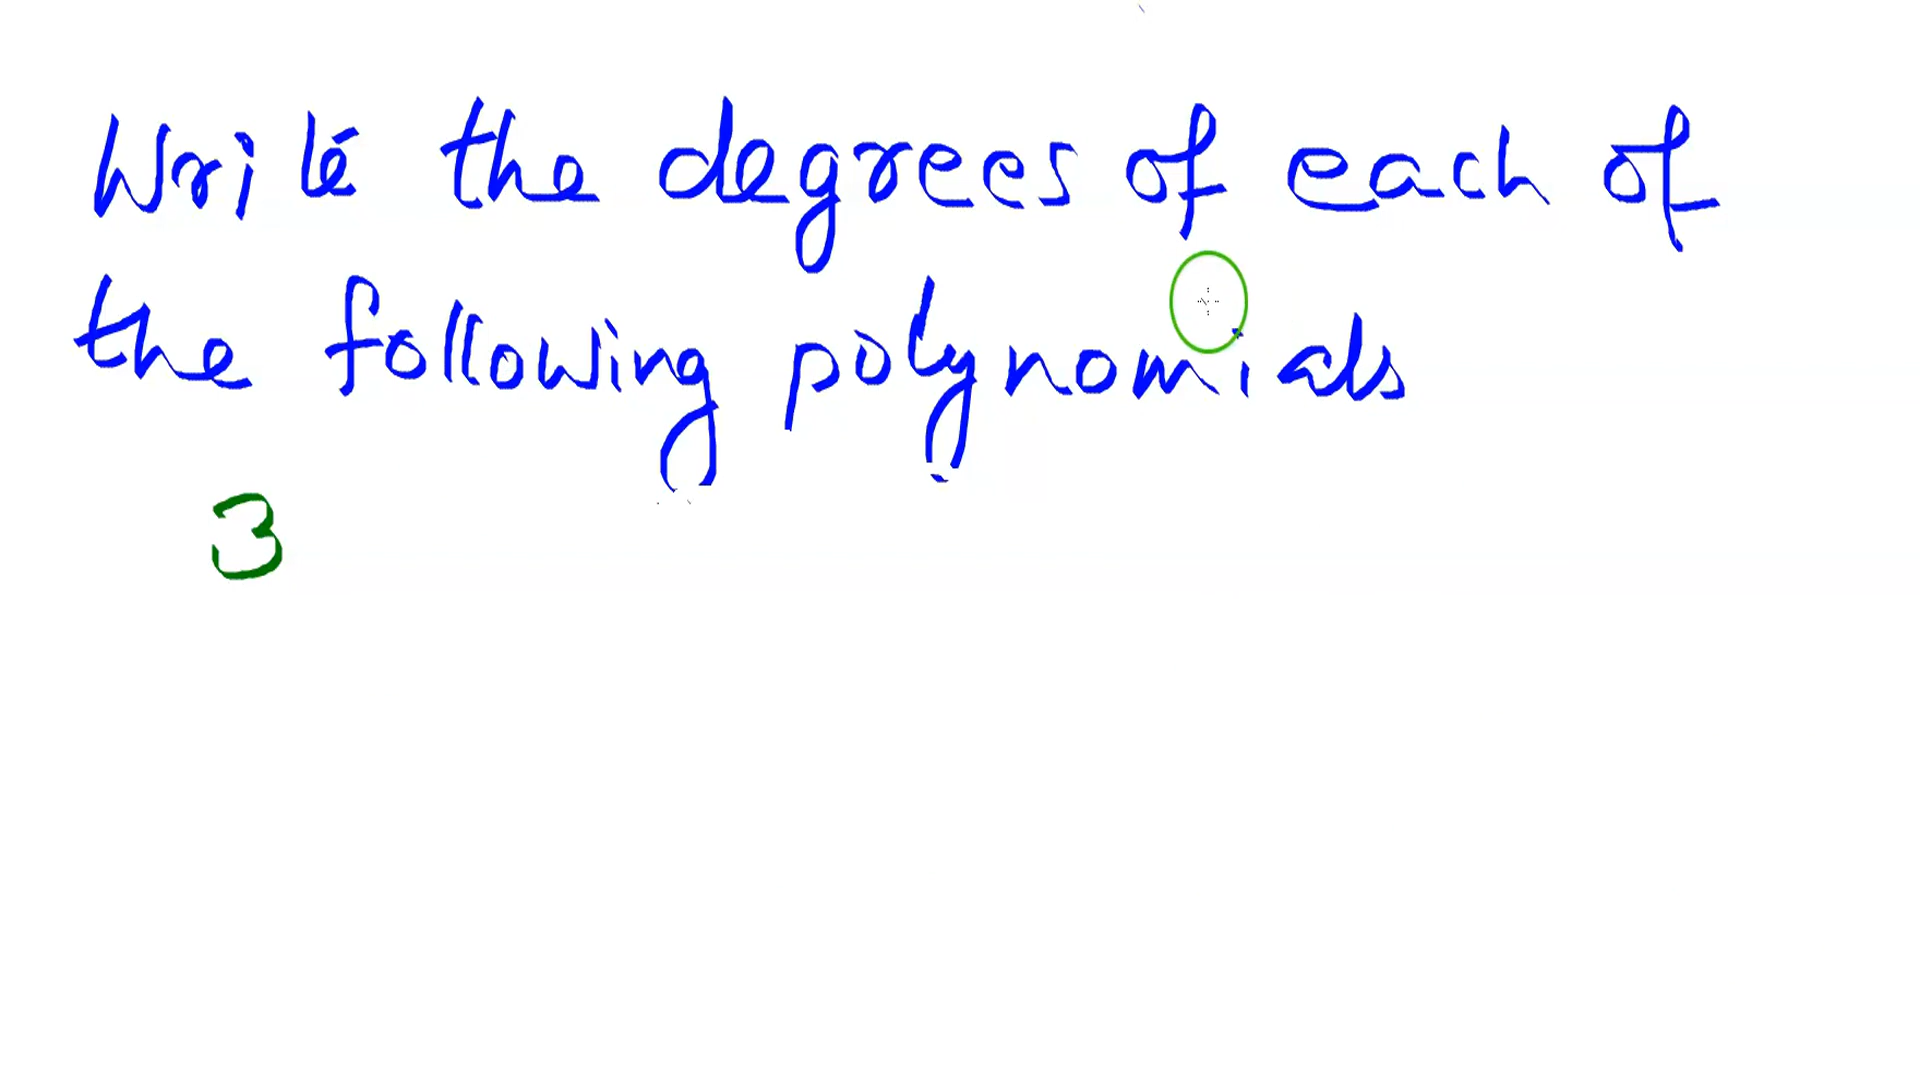 Write the degrees of each of
the following polynomials
3